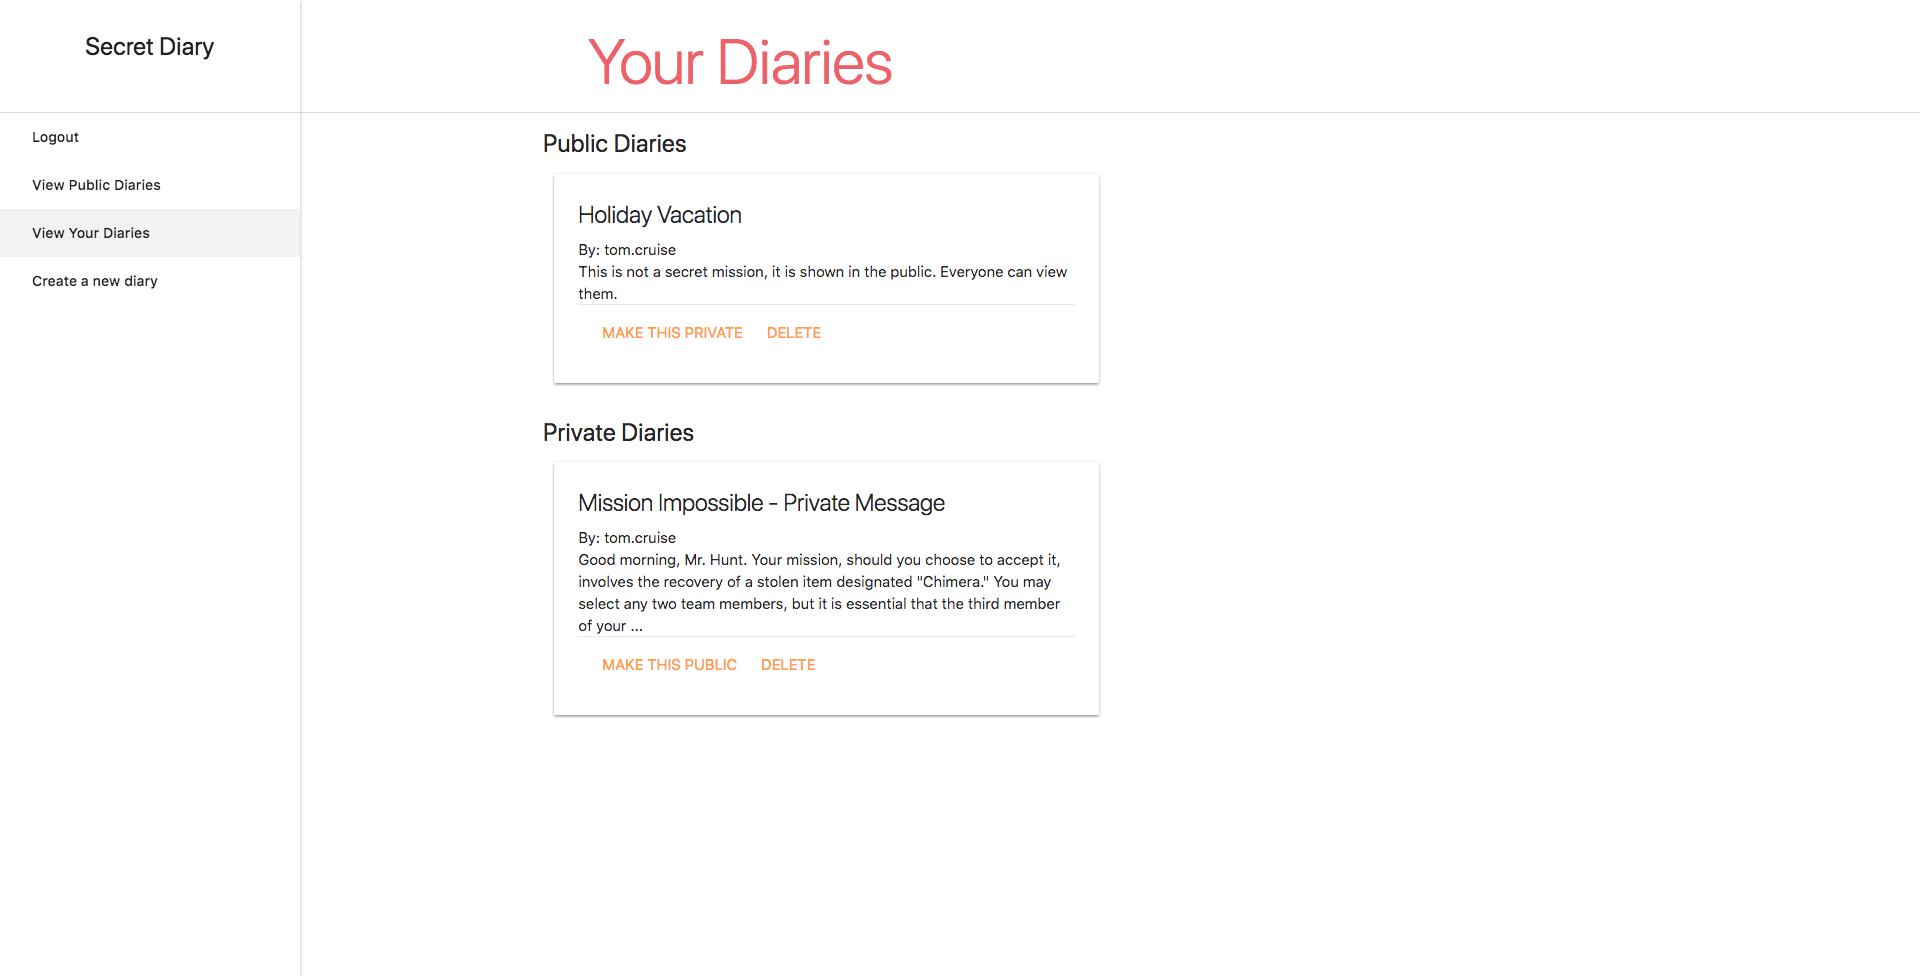 Secret Diary
Your Diaries
Logout
View Public Diaries
View Your Diaries
Create a new diary
Public Diaries
Holiday Vacation
By: tom.cruise
This is not a secret mission, it is shown in the public. Everyone can view
them.
MAKE THIS PRIVATE DELETE
Private Diaries
Mission Impossible - Private Message
By: tom.cruise
Good morning, Mr. Hunt. Your mission, should you choose to accept it,
involves the recovery of a stolen item designated "Chimera." You may
select any two team members, but it is essential that the third member
of your ...
MAKE THIS PUBLIC DELETE